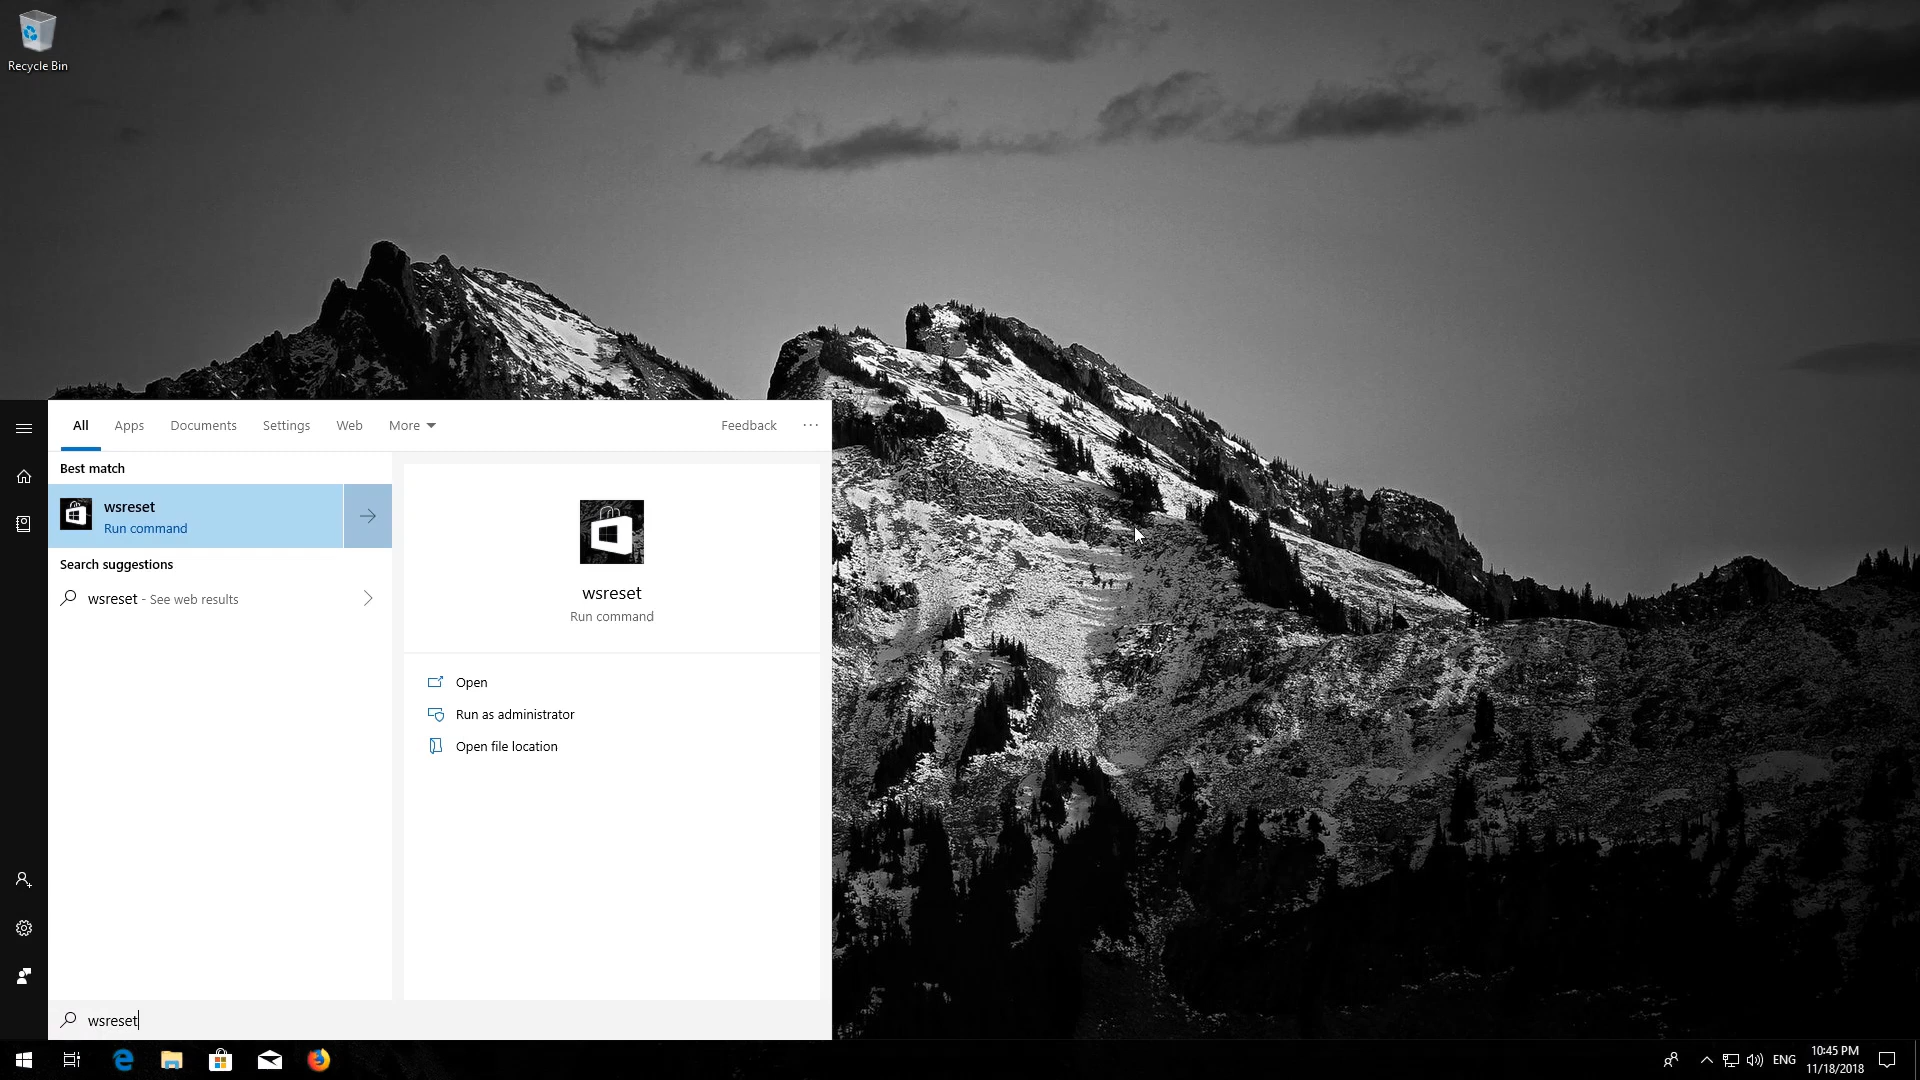 Recycle Bin
All Apps Documents Settings Web More Feedback ...
Best match
wsreset
Run command
Search suggestions
wsreset - See web results
wsreset
Run command
Open
Run as administrator
Open file location
wsreset
ENG
10:45 PM
11/18/2018